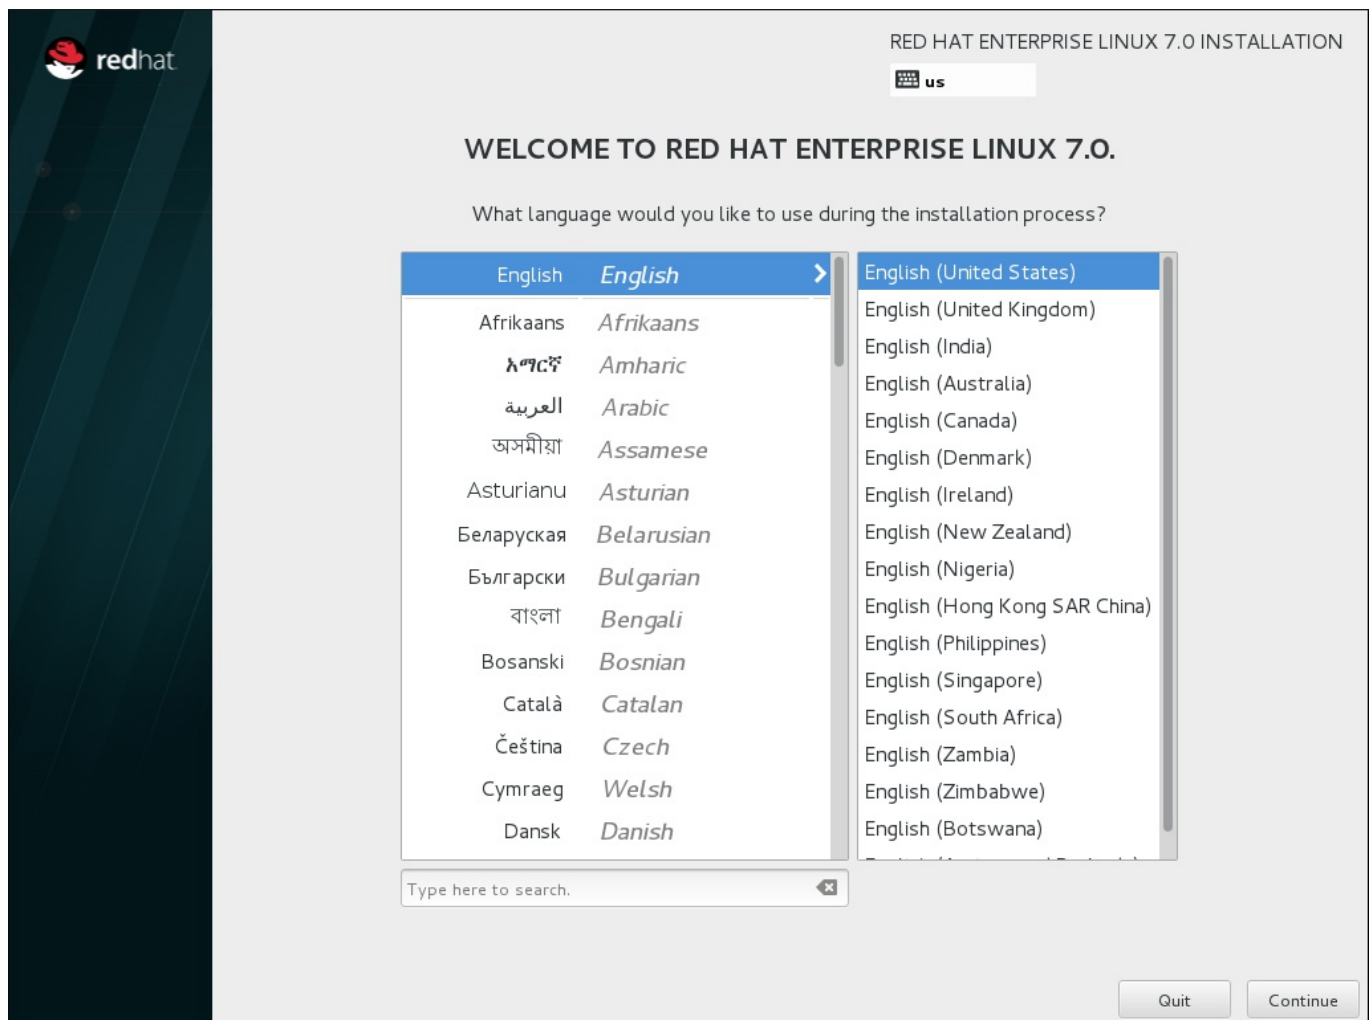 redhat
RED HAT ENTERPRISE LINUX 7.0 INSTALLATION
us
WELCOME TO RED HAT ENTERPRISE LINUX 7.0.
What language would you like to use during the installation process?
English English
Afrikaans Afrikaans
አማርኛ Amharic
العربية Arabic
অসমীয়া Assamese
Asturianu Asturian
Беларуская Belarusian
Български Bulgarian
বাংলা Bengali
Bosanski Bosnian
Català Catalan
Čeština Czech
Cymraeg Welsh
Dansk Danish
English (United States)
English (United Kingdom)
English (India)
English (Australia)
English (Canada)
English (Denmark)
English (Ireland)
English (New Zealand)
English (Nigeria)
English (Hong Kong SAR China)
English (Philippines)
English (Singapore)
English (South Africa)
English (Zambia)
English (Zimbabwe)
English (Botswana)
Type here to search.
Quit Continue